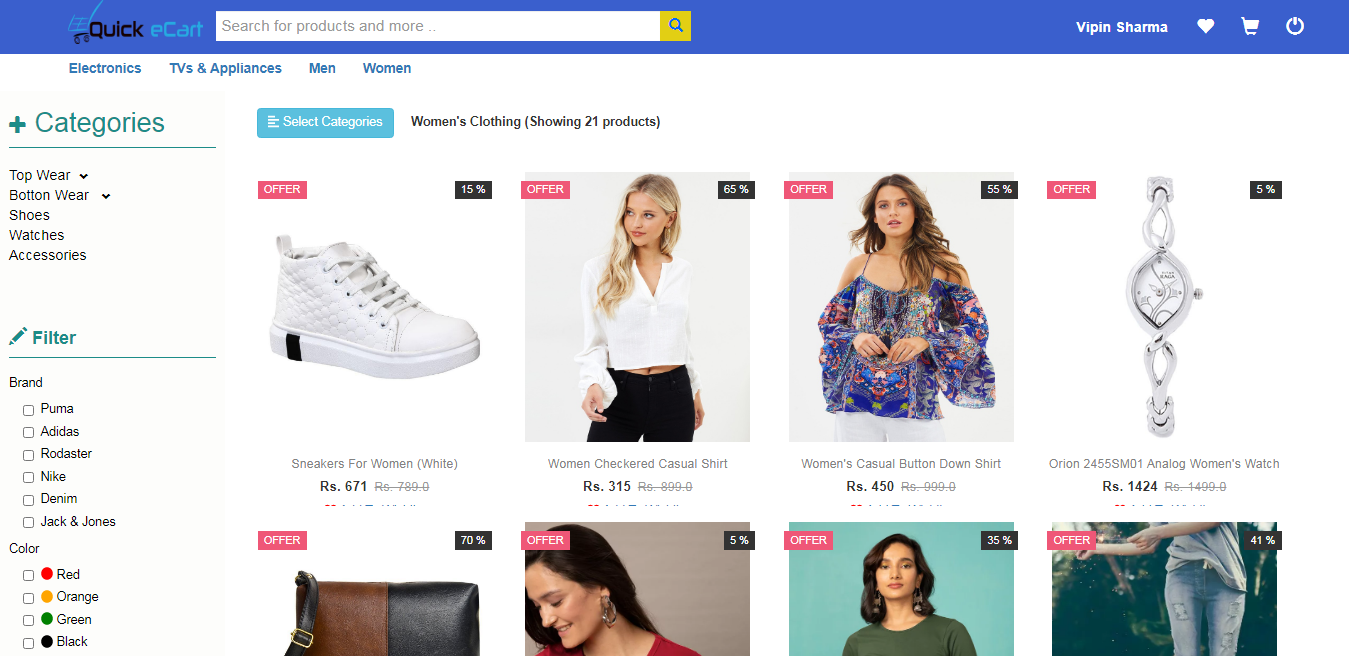 Quick eCart
Search for products and more ..
Vipin Sharma
Electronics
TVs & Appliances
Men
Women
Categories
Top Wear
Botton Wear
Shoes
Watches
Accessories
Filter
Brand
Puma
Adidas
Rodaster
Nike
Denim
Jack & Jones
Color
Red
Orange
Green
Black
Select Categories
Women's Clothing (Showing 21 products)
OFFER
15 %
Sneakers For Women (White)
Rs. 671 Rs. 789.0
OFFER
65 %
Women Checkered Casual Shirt
Rs. 315 Rs. 899.0
OFFER
55 %
Women's Casual Button Down Shirt
Rs. 450 Rs. 999.0
OFFER
5 %
RAGA
Orion 2455SM01 Analog Women's Watch
Rs. 1424 Rs. 1499.0
OFFER
70 %
OFFER
5 %
OFFER
35 %
OFFER
41 %